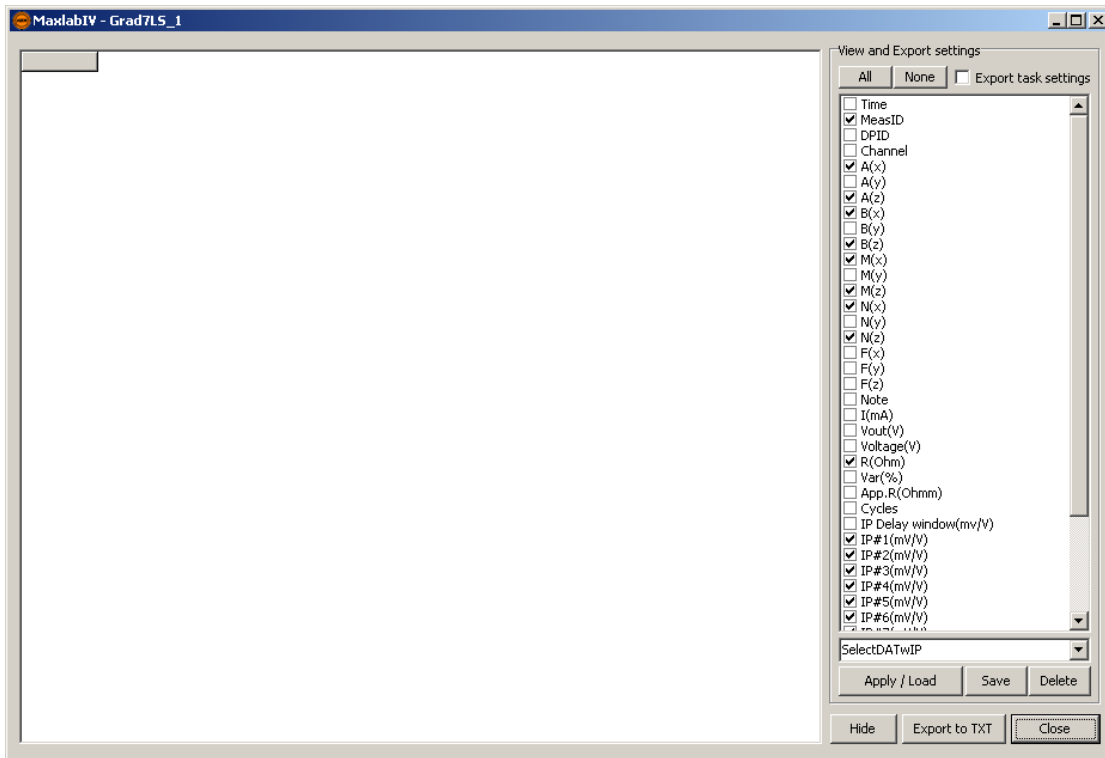 MaxlabIV - Grad7LS_1
View and Export settings
All None Export task settings
Time
MeasID
DPID
Channel
A(x)
A(y)
A(z)
B(x)
B(y)
B(z)
M(x)
M(y)
M(z)
N(x)
N(y)
N(z)
F(x)
F(y)
F(z)
Note
I(mA)
Vout(V)
Voltage(V)
R(Ohm)
Var(%)
App.R(Ohmm)
Cycles
IP Delay window(mv/V)
IP#1(mV/V)
IP#2(mV/V)
IP#3(mV/V)
IP#4(mV/V)
IP#5(mV/V)
IP#6(mV/V)
SelectDATwIP
Apply / Load Save Delete
Hide Export to TXT Close